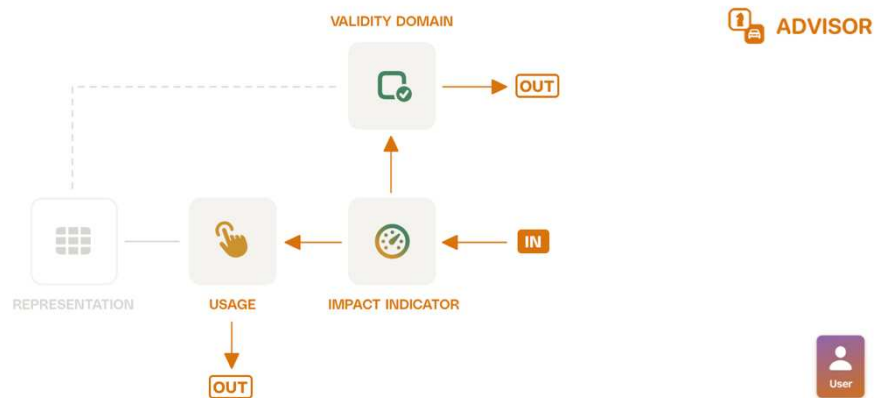 VALIDITY DOMAIN
ADVISOR
OUT
IN
REPRESENTATION
USAGE
IMPACT INDICATOR
OUT
User